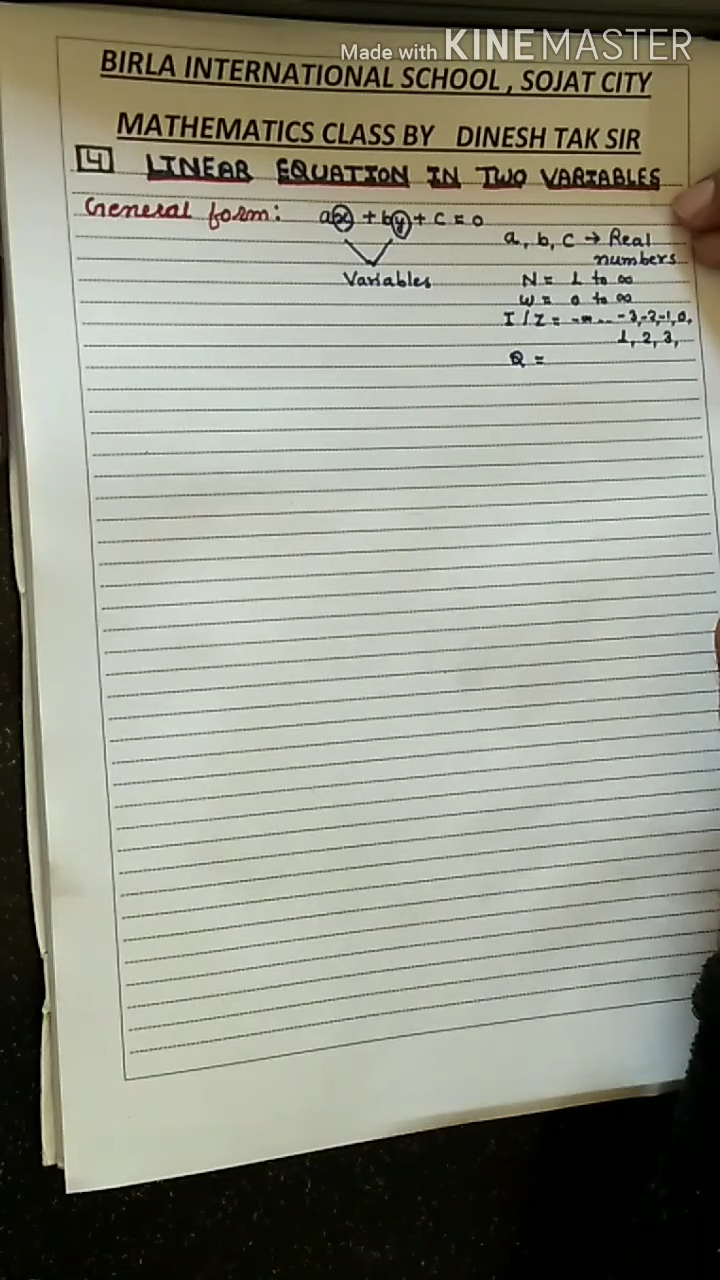 Made with KINEMASTER
BIRLA INTERNATIONAL SCHOOL , SOJAT CITY
MATHEMATICS CLASS BY DINESH TAK SIR
4 LINEAR EQUATION IN TWO VARIABLES
General form: ax + by + c = 0
Variables
a, b, c → Real
numbers
N = 1 to ∞
W = 0 to ∞
I / Z = -∞... -3,-2,-1, 0,
1, 2, 3,
Q =